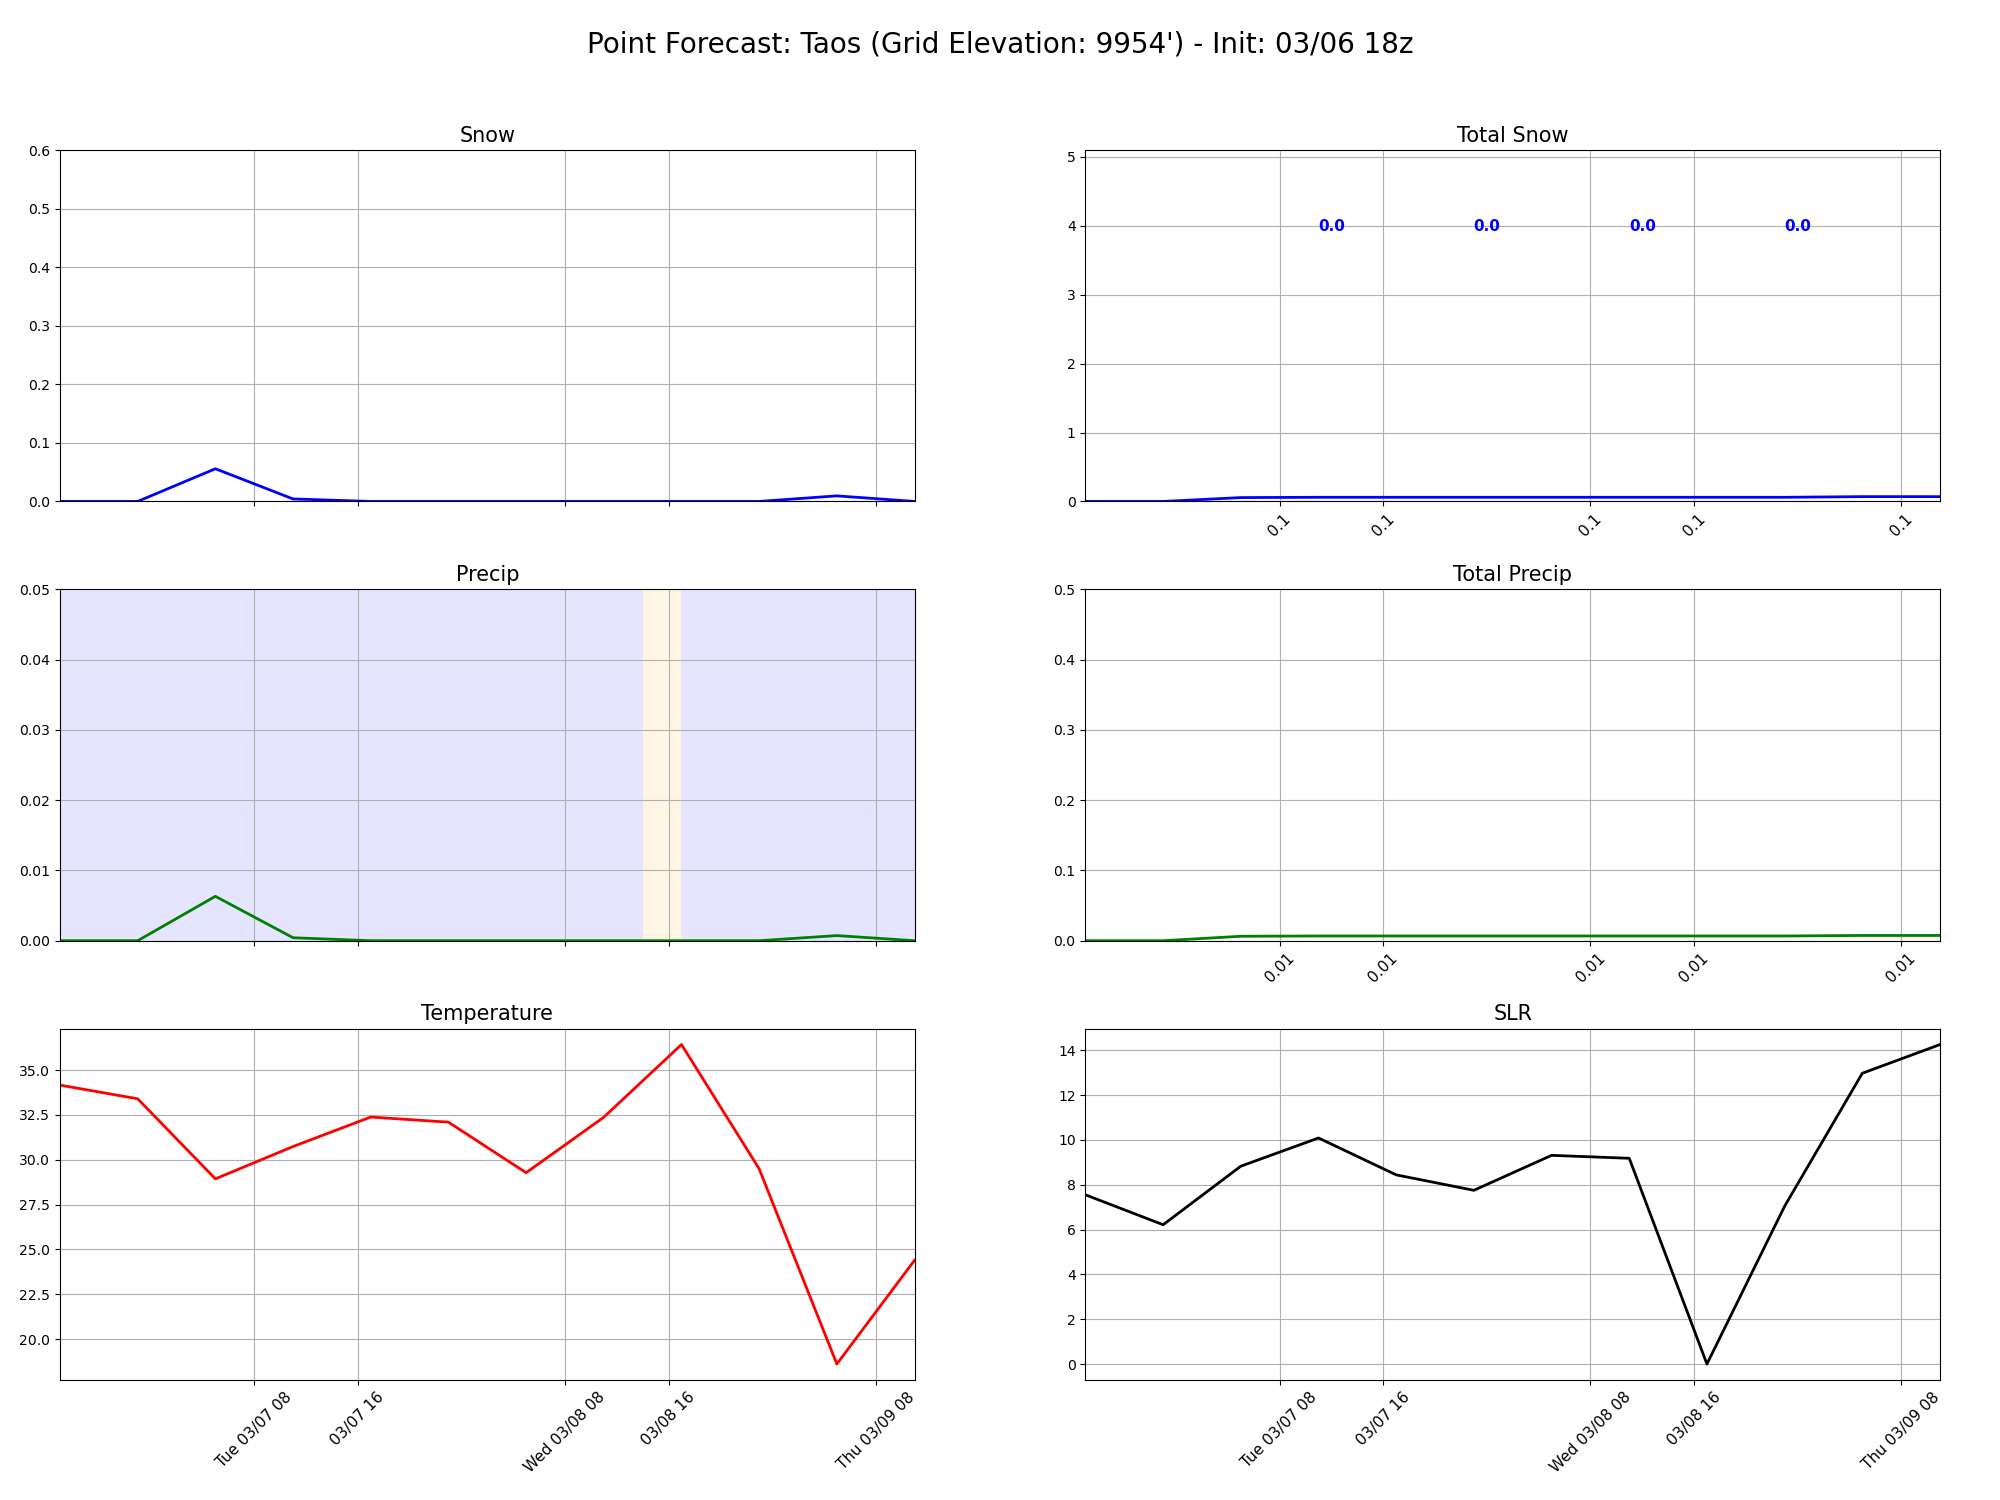 Point Forecast: Taos (Grid Elevation: 9954') - Init: 03/06 18z
Snow
0.6
0.5
0.4
0.3
0.2
0.1
0.0
Total Snow
5
4
3
2
1
0
0.0 0.0 0.0 0.0
0.1 0.1 0.1 0.1 0.1
Precip
0.05
0.04
0.03
0.02
0.01
0.00
Total Precip
0.5
0.4
0.3
0.2
0.1
0.0
0.01 0.01 0.01 0.01 0.01
Temperature
35.0
32.5
30.0
27.5
25.0
22.5
20.0
Tue 03/07 08
03/07 16
Wed 03/08 08
03/08 16
Thu 03/09 08
SLR
14
12
10
8
6
4
2
0
Tue 03/07 08
03/07 16
Wed 03/08 08
03/08 16
Thu 03/09 08